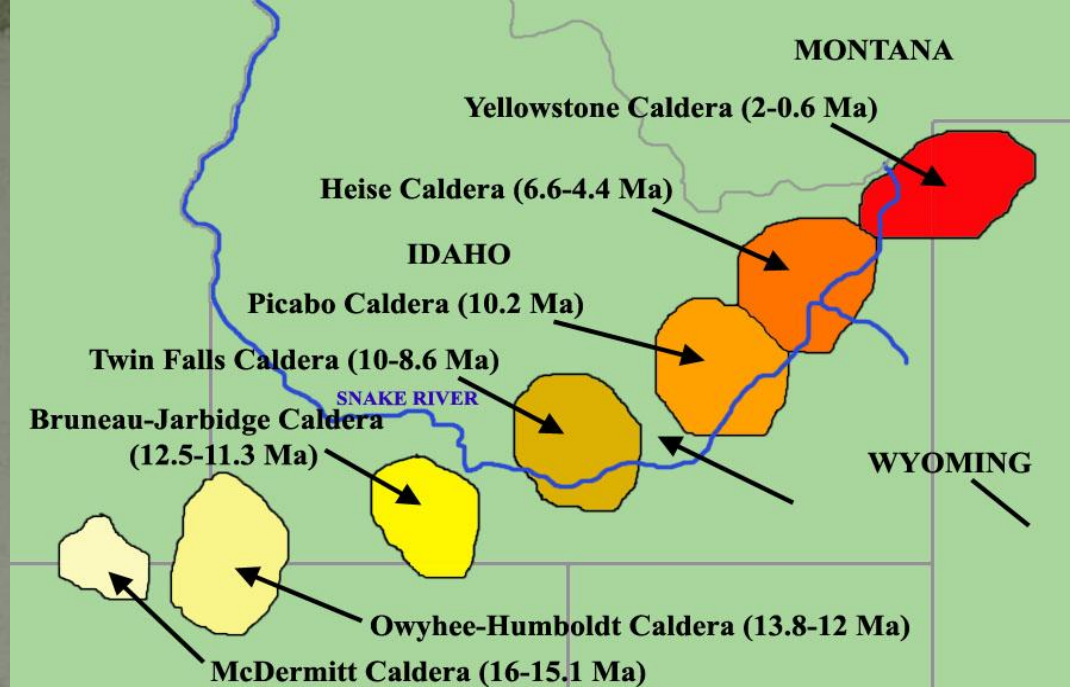 MONTANA
Yellowstone Caldera (2-0.6 Ma)
Heise Caldera (6.6-4.4 Ma)
IDAHO
Picabo Caldera (10.2 Ma)
Twin Falls Caldera (10-8.6 Ma)
SNAKE RIVER
Bruneau-Jarbidge Caldera
(12.5-11.3 Ma)
WYOMING
Owyhee-Humboldt Caldera (13.8-12 Ma)
McDermitt Caldera (16-15.1 Ma)